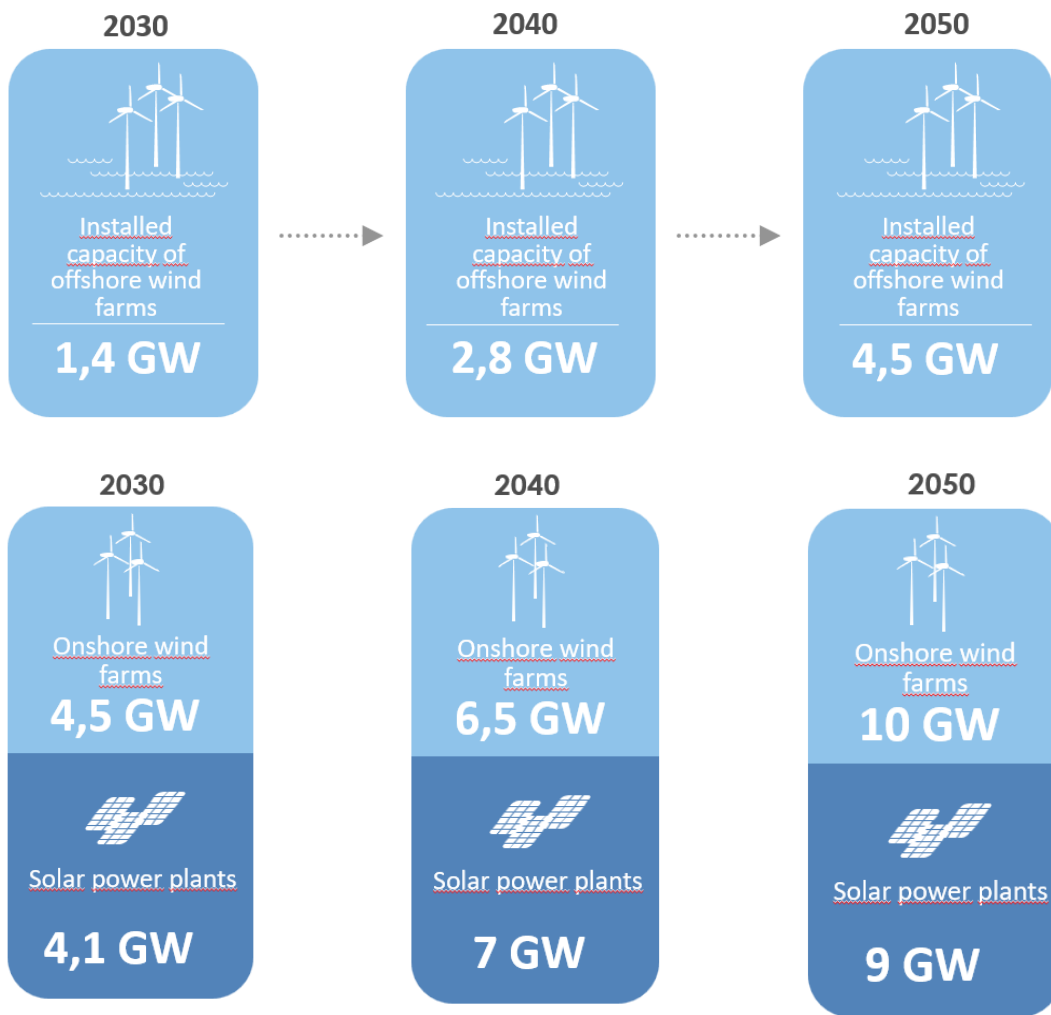 2030
2040
2050
Installed
capacity of
offshore wind
farms
1,4 GW
Installed
capacity of
offshore wind
farms
2,8 GW
Installed
capacity of
offshore wind
farms
4,5 GW
2030
2040
2050
Onshore wind
farms
4,5 GW
Onshore wind
farms
6,5 GW
Onshore wind
farms
10 GW
Solar power plants
4,1 GW
Solar power plants
7 GW
Solar power plants
9 GW